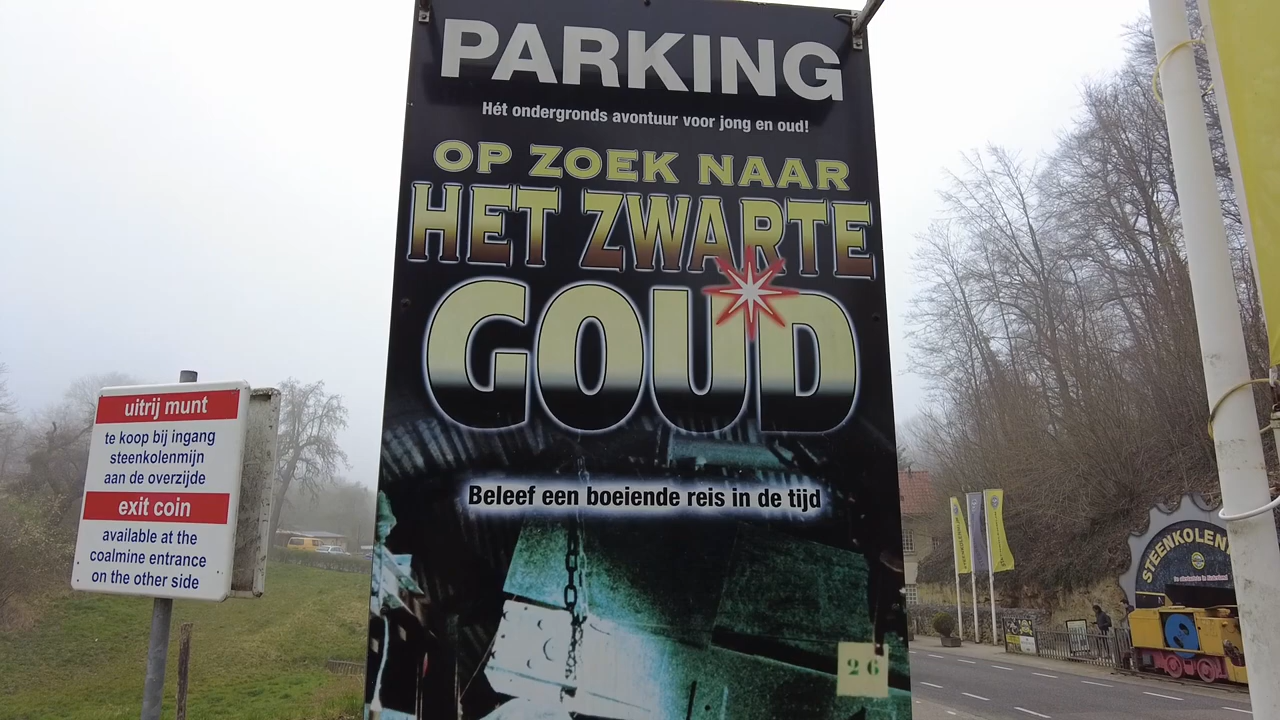 PARKING
Hét ondergronds avontuur voor jong en oud!
OP ZOEK NAAR
HET ZWARTE
GOUD
Beleef een boeiende reis in de tijd
26
uitrij munt
te koop bij ingang
steenkolenmijn
aan de overzijde
exit coin
available at the
coalmine entrance
on the other side
STEENKOLENM